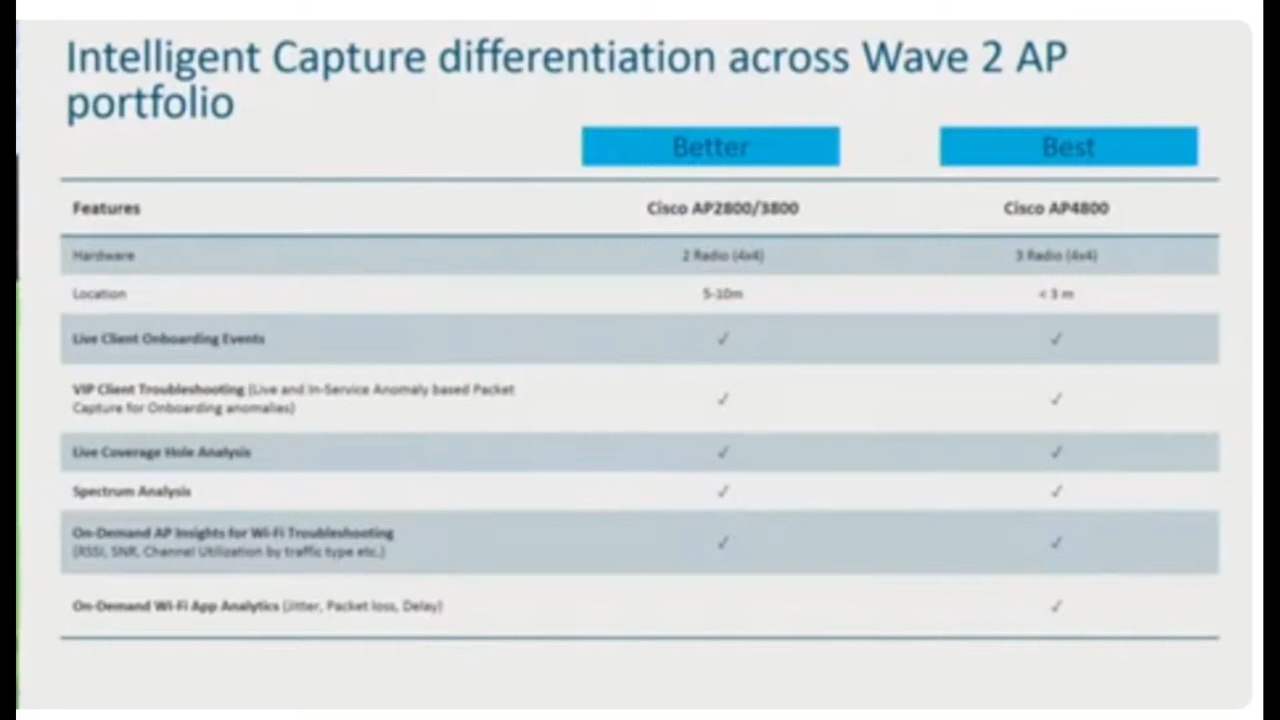 Intelligent Capture differentiation across Wave 2 AP
portfolio
Better Best
Features Cisco AP2800/3800 Cisco AP4800
Hardware 2 Radio (4x4) 3 Radio (4x4)
Location 5-10m < 3 m
Live Client Onboarding Events ✓ ✓
VIP Client Troubleshooting (Live and In-Service Anomaly based Packet
Capture for Onboarding anomalies) ✓ ✓
Live Coverage Hole Analysis ✓ ✓
Spectrum Analysis ✓ ✓
On-Demand AP Insights for Wi-Fi Troubleshooting
(RSSI, SNR, Channel Utilization by traffic type etc.) ✓ ✓
On-Demand Wi-Fi App Analytics (Jitter, Packet loss, Delay) ✓